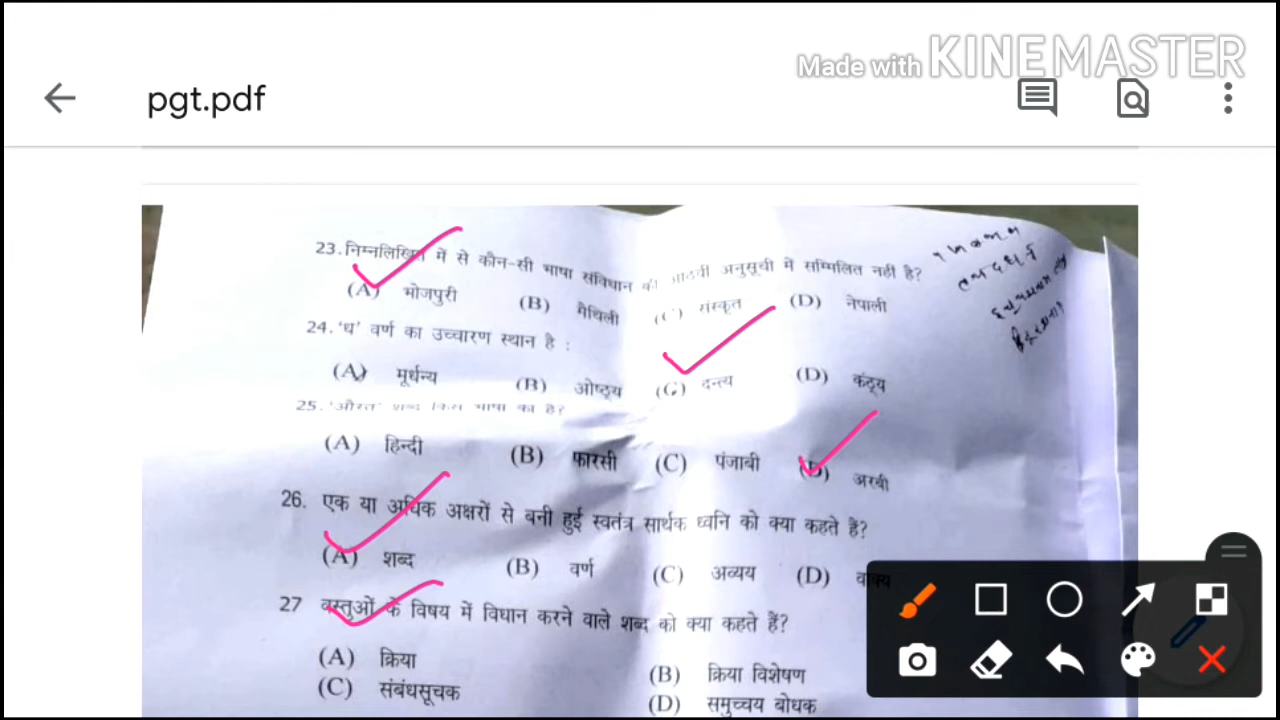 Made with KINEMASTER
pgt.pdf
23. निम्नलिखित में से कौन-सी भाषा संविधान की आठवी अनुसूची में सम्मिलित नही है?
(A) भोजपुरी (B) मैथिली (C) संस्कृत (D) नेपाली
24. 'ध' वर्ण का उच्चारण स्थान है :
(A) मूर्धन्य (B) ओष्ठ्य (C) दन्त्य (D) कंठ्य
25. 'औरत' शब्द किस भाषा का है?
(A) हिन्दी (B) फारसी (C) पंजाबी (D) अरबी
26. एक या अधिक अक्षरों से बनी हुई स्वतंत्र सार्थक ध्वनि को क्या कहते है?
(A) शब्द (B) वर्ण (C) अव्यय (D) वाक्य
27 वस्तुओं के विषय में विधान करने वाले शब्द को क्या कहते हैं?
(A) क्रिया (B) क्रिया विशेषण
(C) संबंधसूचक (D) समुच्चय बोधक